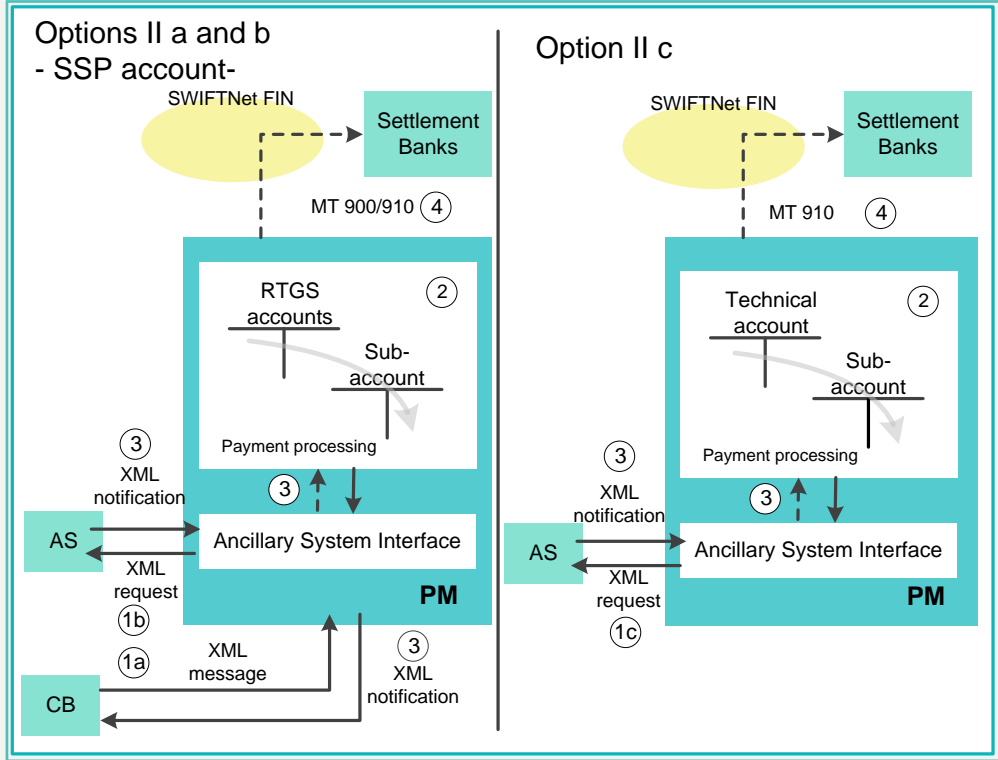 Options II a and b
- SSP account-
SWIFTNet FIN
Settlement
Banks
MT 900/910 4
2
RTGS
accounts
Sub-
account
Payment processing
3
XML
notification
3
AS
Ancillary System Interface
XML
request
PM
1b
1a
XML
message
3
XML
notification
CB
Option II c
SWIFTNet FIN
Settlement
Banks
MT 910 4
2
Technical
account
Sub-
account
Payment processing
3
XML
notification
3
AS
Ancillary System Interface
XML
request
PM
1c